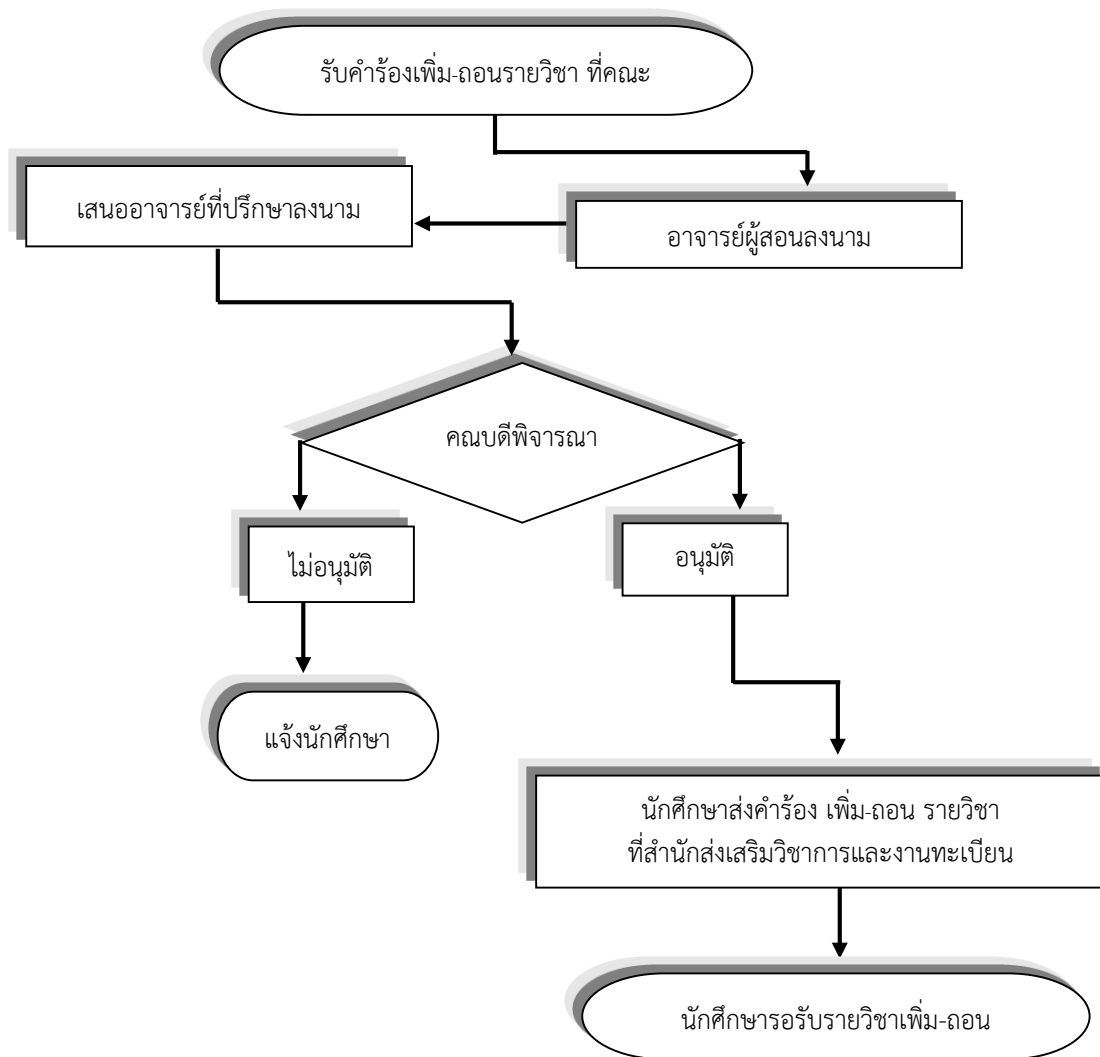 รับคำร้องเพิ่ม-ถอนรายวิชา ที่คณะ
อาจารย์ผู้สอนลงนาม
เสนออาจารย์ที่ปรึกษาลงนาม
คณบดีพิจารณา
ไม่อนุมัติ
อนุมัติ
แจ้งนักศึกษา
นักศึกษาส่งคำร้อง เพิ่ม-ถอน รายวิชา
ที่สำนักส่งเสริมวิชาการและงานทะเบียน
นักศึกษารอรับรายวิชาเพิ่ม-ถอน